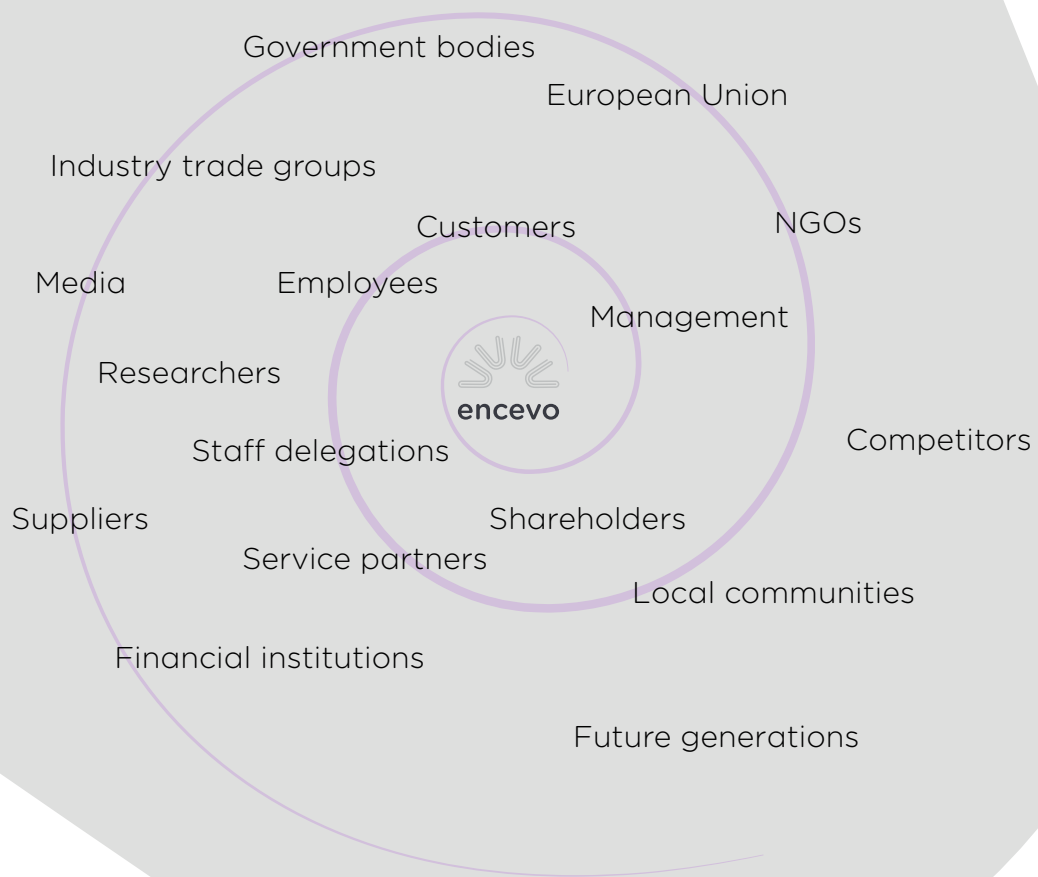 Government bodies
European Union
Industry trade groups
Customers
NGOs
Media
Employees
Management
Researchers
encevo
Competitors
Staff delegations
Suppliers
Shareholders
Service partners
Local communities
Financial institutions
Future generations